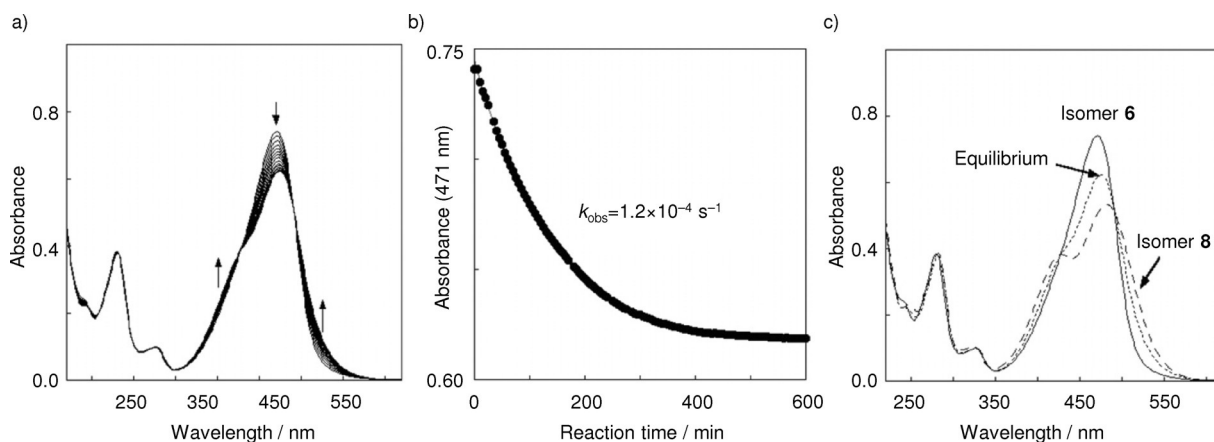 a)
0.8
0.4
0.0
Absorbance
250 350 450 550
Wavelength / nm
b)
0.75
0.60
Absorbance (471 nm)
k_obs=1.2×10⁻⁴ s⁻¹
0 200 400 600
Reaction time / min
c)
0.8
0.4
0.0
Absorbance
Isomer 6
Equilibrium
Isomer 8
250 350 450 550
Wavelength / nm